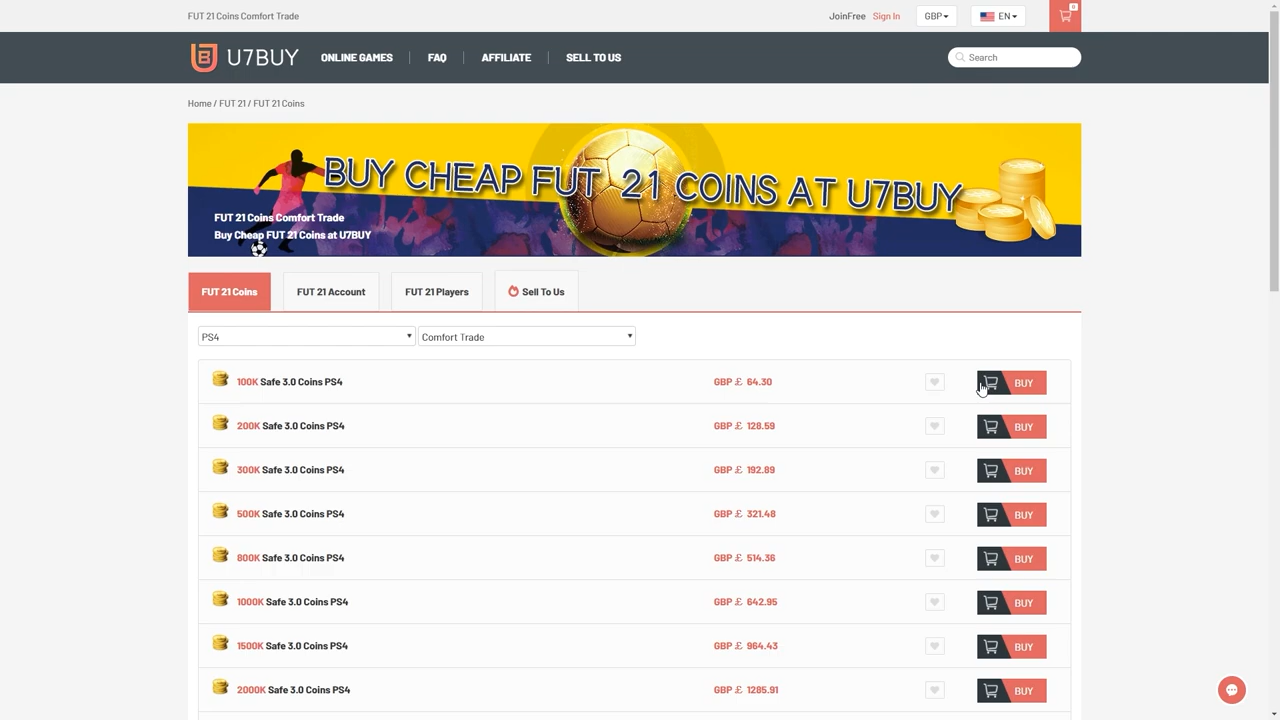 FUT 21 Coins Comfort Trade
JoinFree Sign In GBP EN 0
U7BUY ONLINE GAMES FAQ AFFILIATE SELL TO US Search
Home / FUT 21 / FUT 21 Coins
BUY CHEAP FUT 21 COINS AT U7BUY
FUT 21 Coins Comfort Trade
Buy Cheap FUT 21 Coins at U7BUY
FUT 21 Coins FUT 21 Account FUT 21 Players Sell To Us
PS4 Comfort Trade
100K Safe 3.0 Coins PS4 GBP £ 64.30 BUY
200K Safe 3.0 Coins PS4 GBP £ 128.59 BUY
300K Safe 3.0 Coins PS4 GBP £ 192.89 BUY
500K Safe 3.0 Coins PS4 GBP £ 321.48 BUY
800K Safe 3.0 Coins PS4 GBP £ 514.36 BUY
1000K Safe 3.0 Coins PS4 GBP £ 642.95 BUY
1500K Safe 3.0 Coins PS4 GBP £ 964.43 BUY
2000K Safe 3.0 Coins PS4 GBP £ 1285.91 BUY